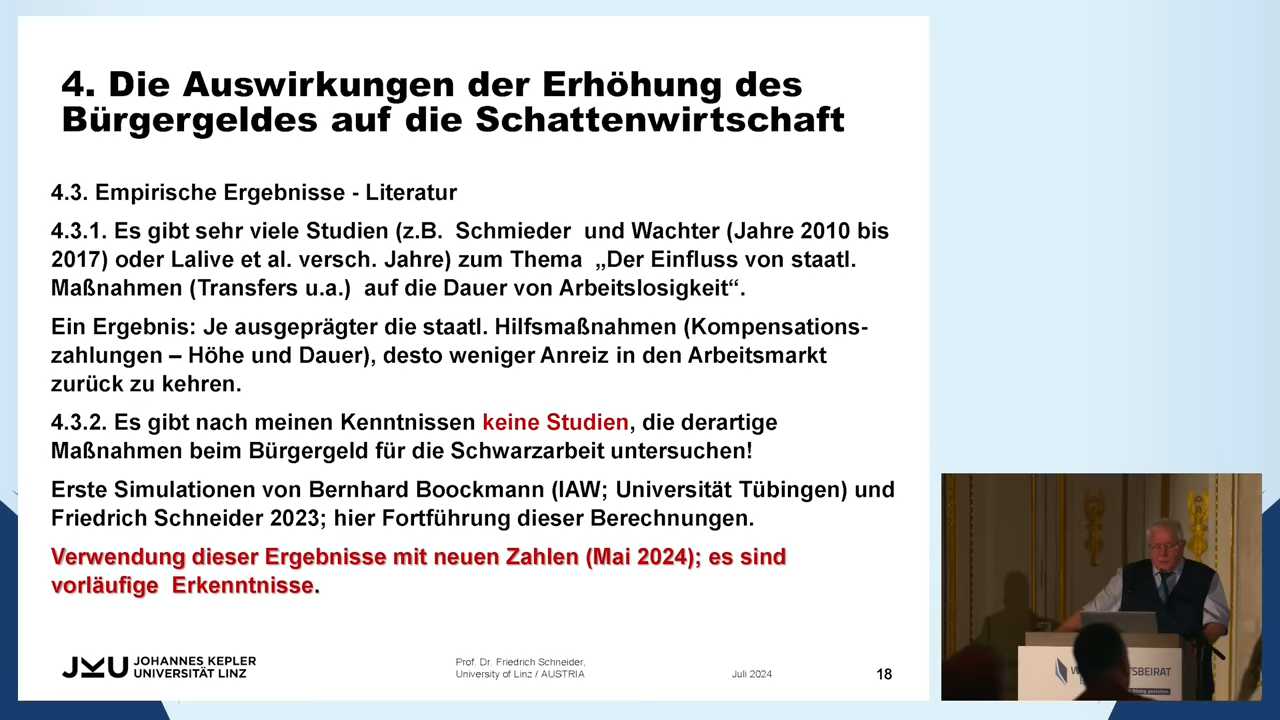 4. Die Auswirkungen der Erhöhung des
Bürgergeldes auf die Schattenwirtschaft
4.3. Empirische Ergebnisse - Literatur
4.3.1. Es gibt sehr viele Studien (z.B. Schmieder und Wachter (Jahre 2010 bis
2017) oder Lalive et al. versch. Jahre) zum Thema „Der Einfluss von staatl.
Maßnahmen (Transfers u.a.) auf die Dauer von Arbeitslosigkeit“.
Ein Ergebnis: Je ausgeprägter die staatl. Hilfsmaßnahmen (Kompensations-
zahlungen – Höhe und Dauer), desto weniger Anreiz in den Arbeitsmarkt
zurück zu kehren.
4.3.2. Es gibt nach meinen Kenntnissen keine Studien, die derartige
Maßnahmen beim Bürgergeld für die Schwarzarbeit untersuchen!
Erste Simulationen von Bernhard Boockmann (IAW; Universität Tübingen) und
Friedrich Schneider 2023; hier Fortführung dieser Berechnungen.
Verwendung dieser Ergebnisse mit neuen Zahlen (Mai 2024); es sind
vorläufige Erkenntnisse.
JKU JOHANNES KEPLER
UNIVERSITÄT LINZ
Prof. Dr. Friedrich Schneider,
University of Linz / AUSTRIA
Juli 2024
18